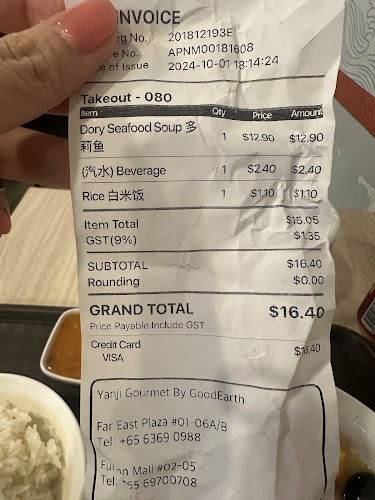 INVOICE
eg No. 201812193E
e No. APNM00181608
e of Issue 2024-10-01 18:14:24
Takeout - 080
Item Qty Price Amount
Dory Seafood Soup 多 1 $12.90 $12.90
莉鱼
(汽水) Beverage 1 $2.40 $2.40
Rice 白米饭 1 $1.10 $1.10
Item Total $15.05
GST(9%) $1.35
SUBTOTAL $16.40
Rounding $0.00
GRAND TOTAL $16.40
Price Payable Include GST
Credit Card $16.40
VISA
Yanji Gourmet By GoodEarth
Far East Plaza #01-06A/B
Tel: +65 6369 0988
Mall #02-05
Tel: 65 69700708